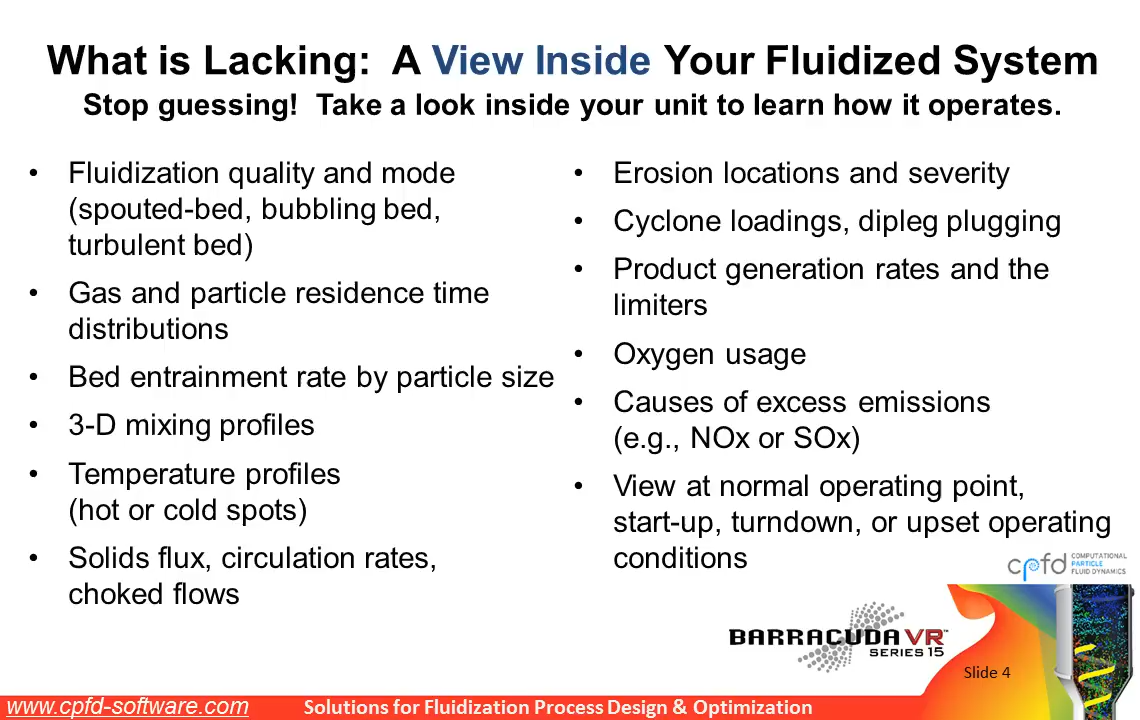 What is Lacking:  A View Inside Your Fluidized System
Stop guessing!  Take a look inside your unit to learn how it operates.
• Fluidization quality and mode
(spouted-bed, bubbling bed,
turbulent bed)
• Gas and particle residence time
distributions
• Bed entrainment rate by particle size
• 3-D mixing profiles
• Temperature profiles
(hot or cold spots)
• Solids flux, circulation rates,
choked flows
• Erosion locations and severity
• Cyclone loadings, dipleg plugging
• Product generation rates and the
limiters
• Oxygen usage
• Causes of excess emissions
(e.g., NOx or SOx)
• View at normal operating point,
start-up, turndown, or upset operating
conditions
cpfd COMPUTATIONAL
PARTICLE
FLUID DYNAMICS
BARRACUDA VR™
SERIES 15
Slide 4
www.cpfd-software.com
Solutions for Fluidization Process Design & Optimization